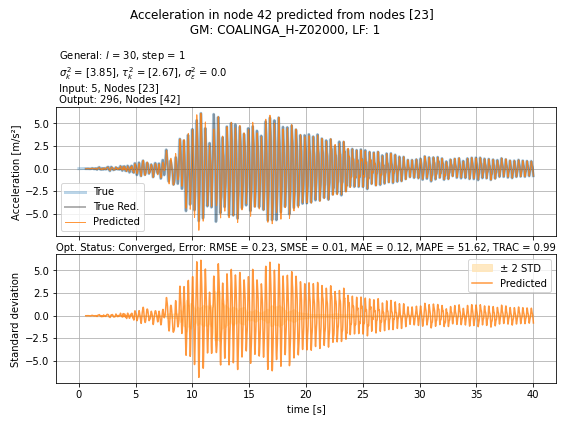 Acceleration in node 42 predicted from nodes [23]
GM: COALINGA_H-Z02000, LF: 1
General: l = 30, step = 1
σ²ₖ = [3.85], τ²ₖ = [2.67], σ²ₑ = 0.0
Input: 5, Nodes [23]
Output: 296, Nodes [42]
Acceleration [m/s²]
5.0
2.5
0.0
−2.5
−5.0
True
True Red.
Predicted
Opt. Status: Converged, Error: RMSE = 0.23, SMSE = 0.01, MAE = 0.12, MAPE = 51.62, TRAC = 0.99
Standard deviation
5.0
2.5
0.0
−2.5
−5.0
± 2 STD
Predicted
0 5 10 15 20 25 30 35 40
time [s]